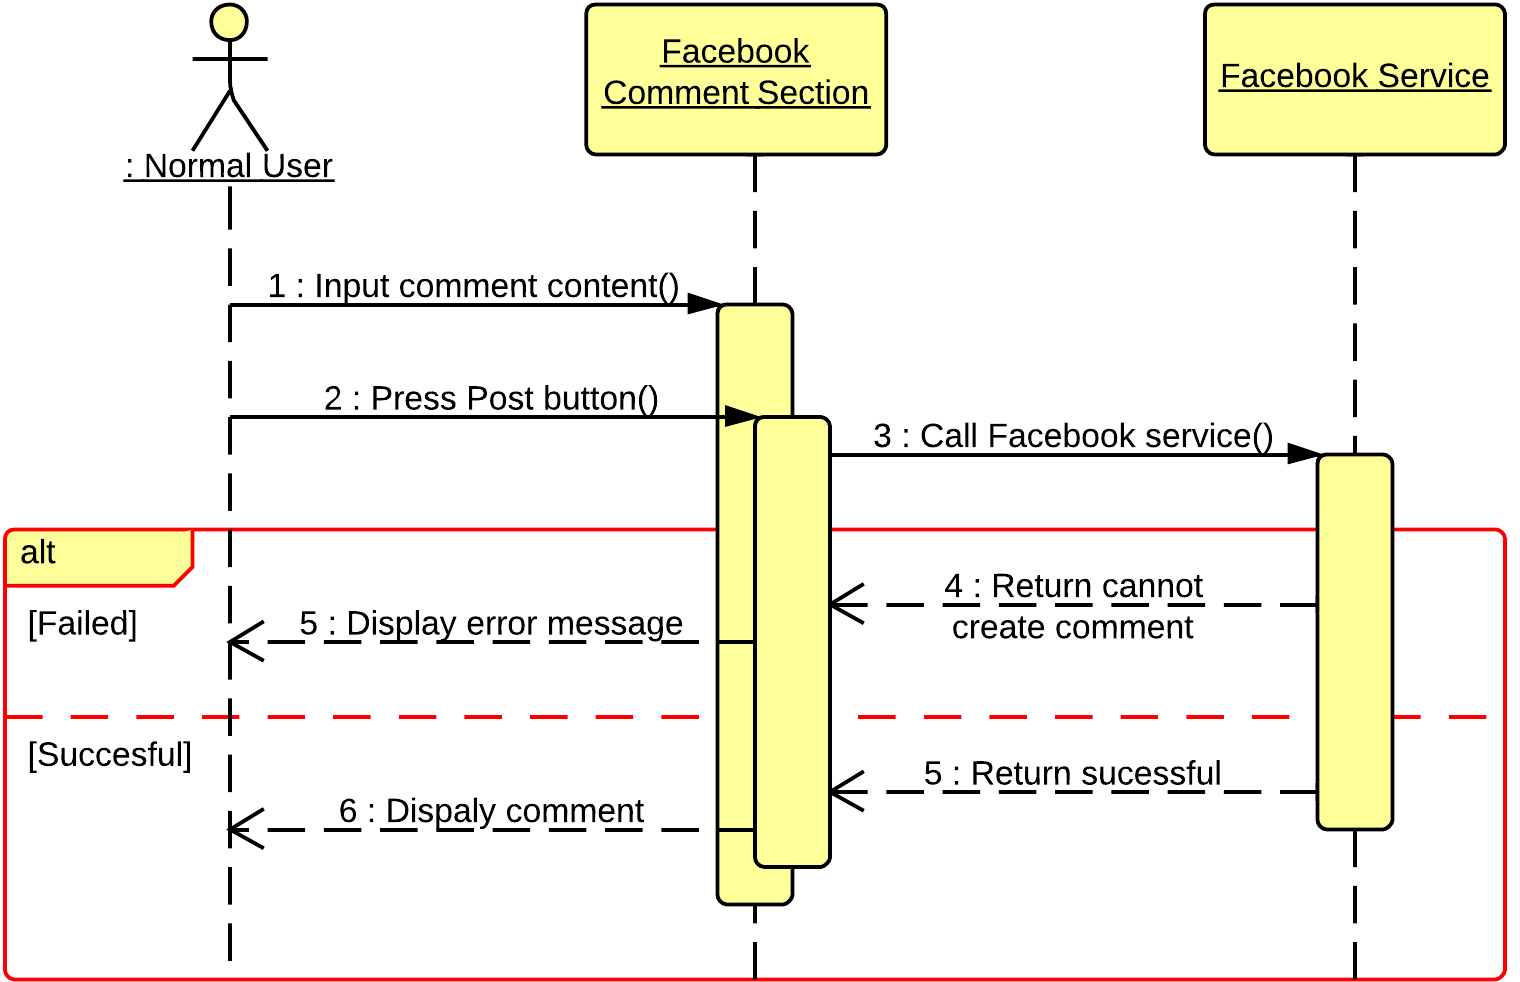 : Normal User
Facebook
Comment Section
Facebook Service
1 : Input comment content()
2 : Press Post button()
3 : Call Facebook service()
alt
[Failed]
4 : Return cannot
create comment
5 : Display error message
[Succesful]
5 : Return sucessful
6 : Dispaly comment